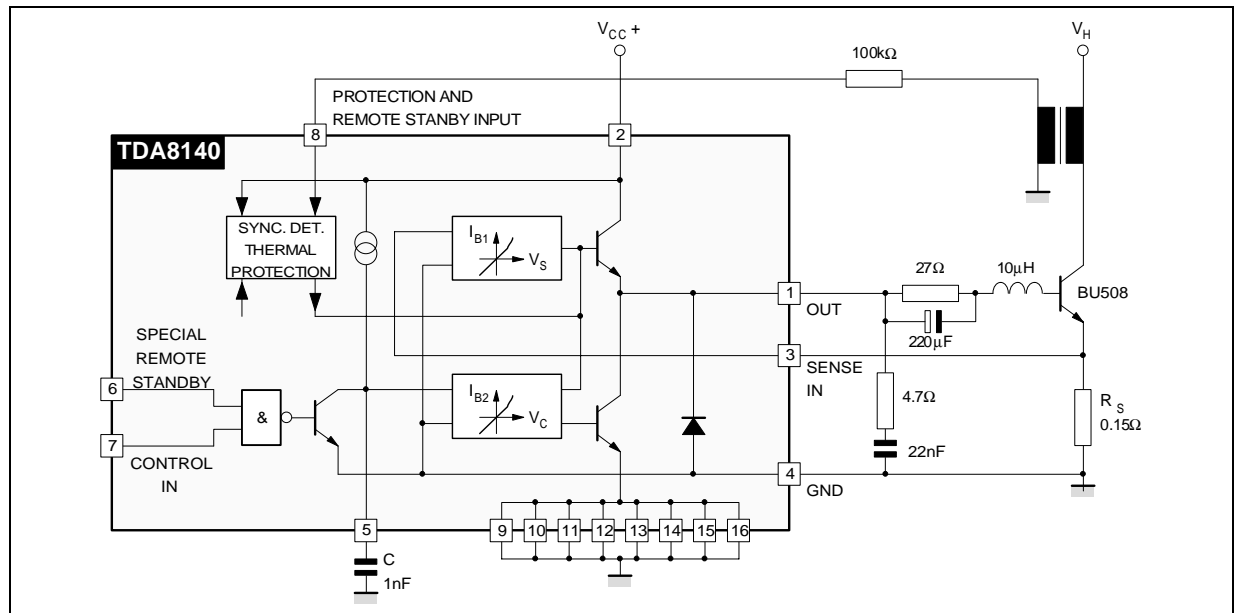 V_CC +
V_H
100kΩ
PROTECTION AND
REMOTE STANBY INPUT
8
2
TDA8140
SYNC. DET.
THERMAL
PROTECTION
I_B1
V_S
27Ω
10μH
BU508
1
OUT
220μF
SPECIAL
REMOTE
STANDBY
3
SENSE
IN
6
I_B2
V_C
&
4.7Ω
R_S
0.15Ω
7
CONTROL
IN
22nF
4
GND
5
9
10
11
12
13
14
15
16
C
1nF